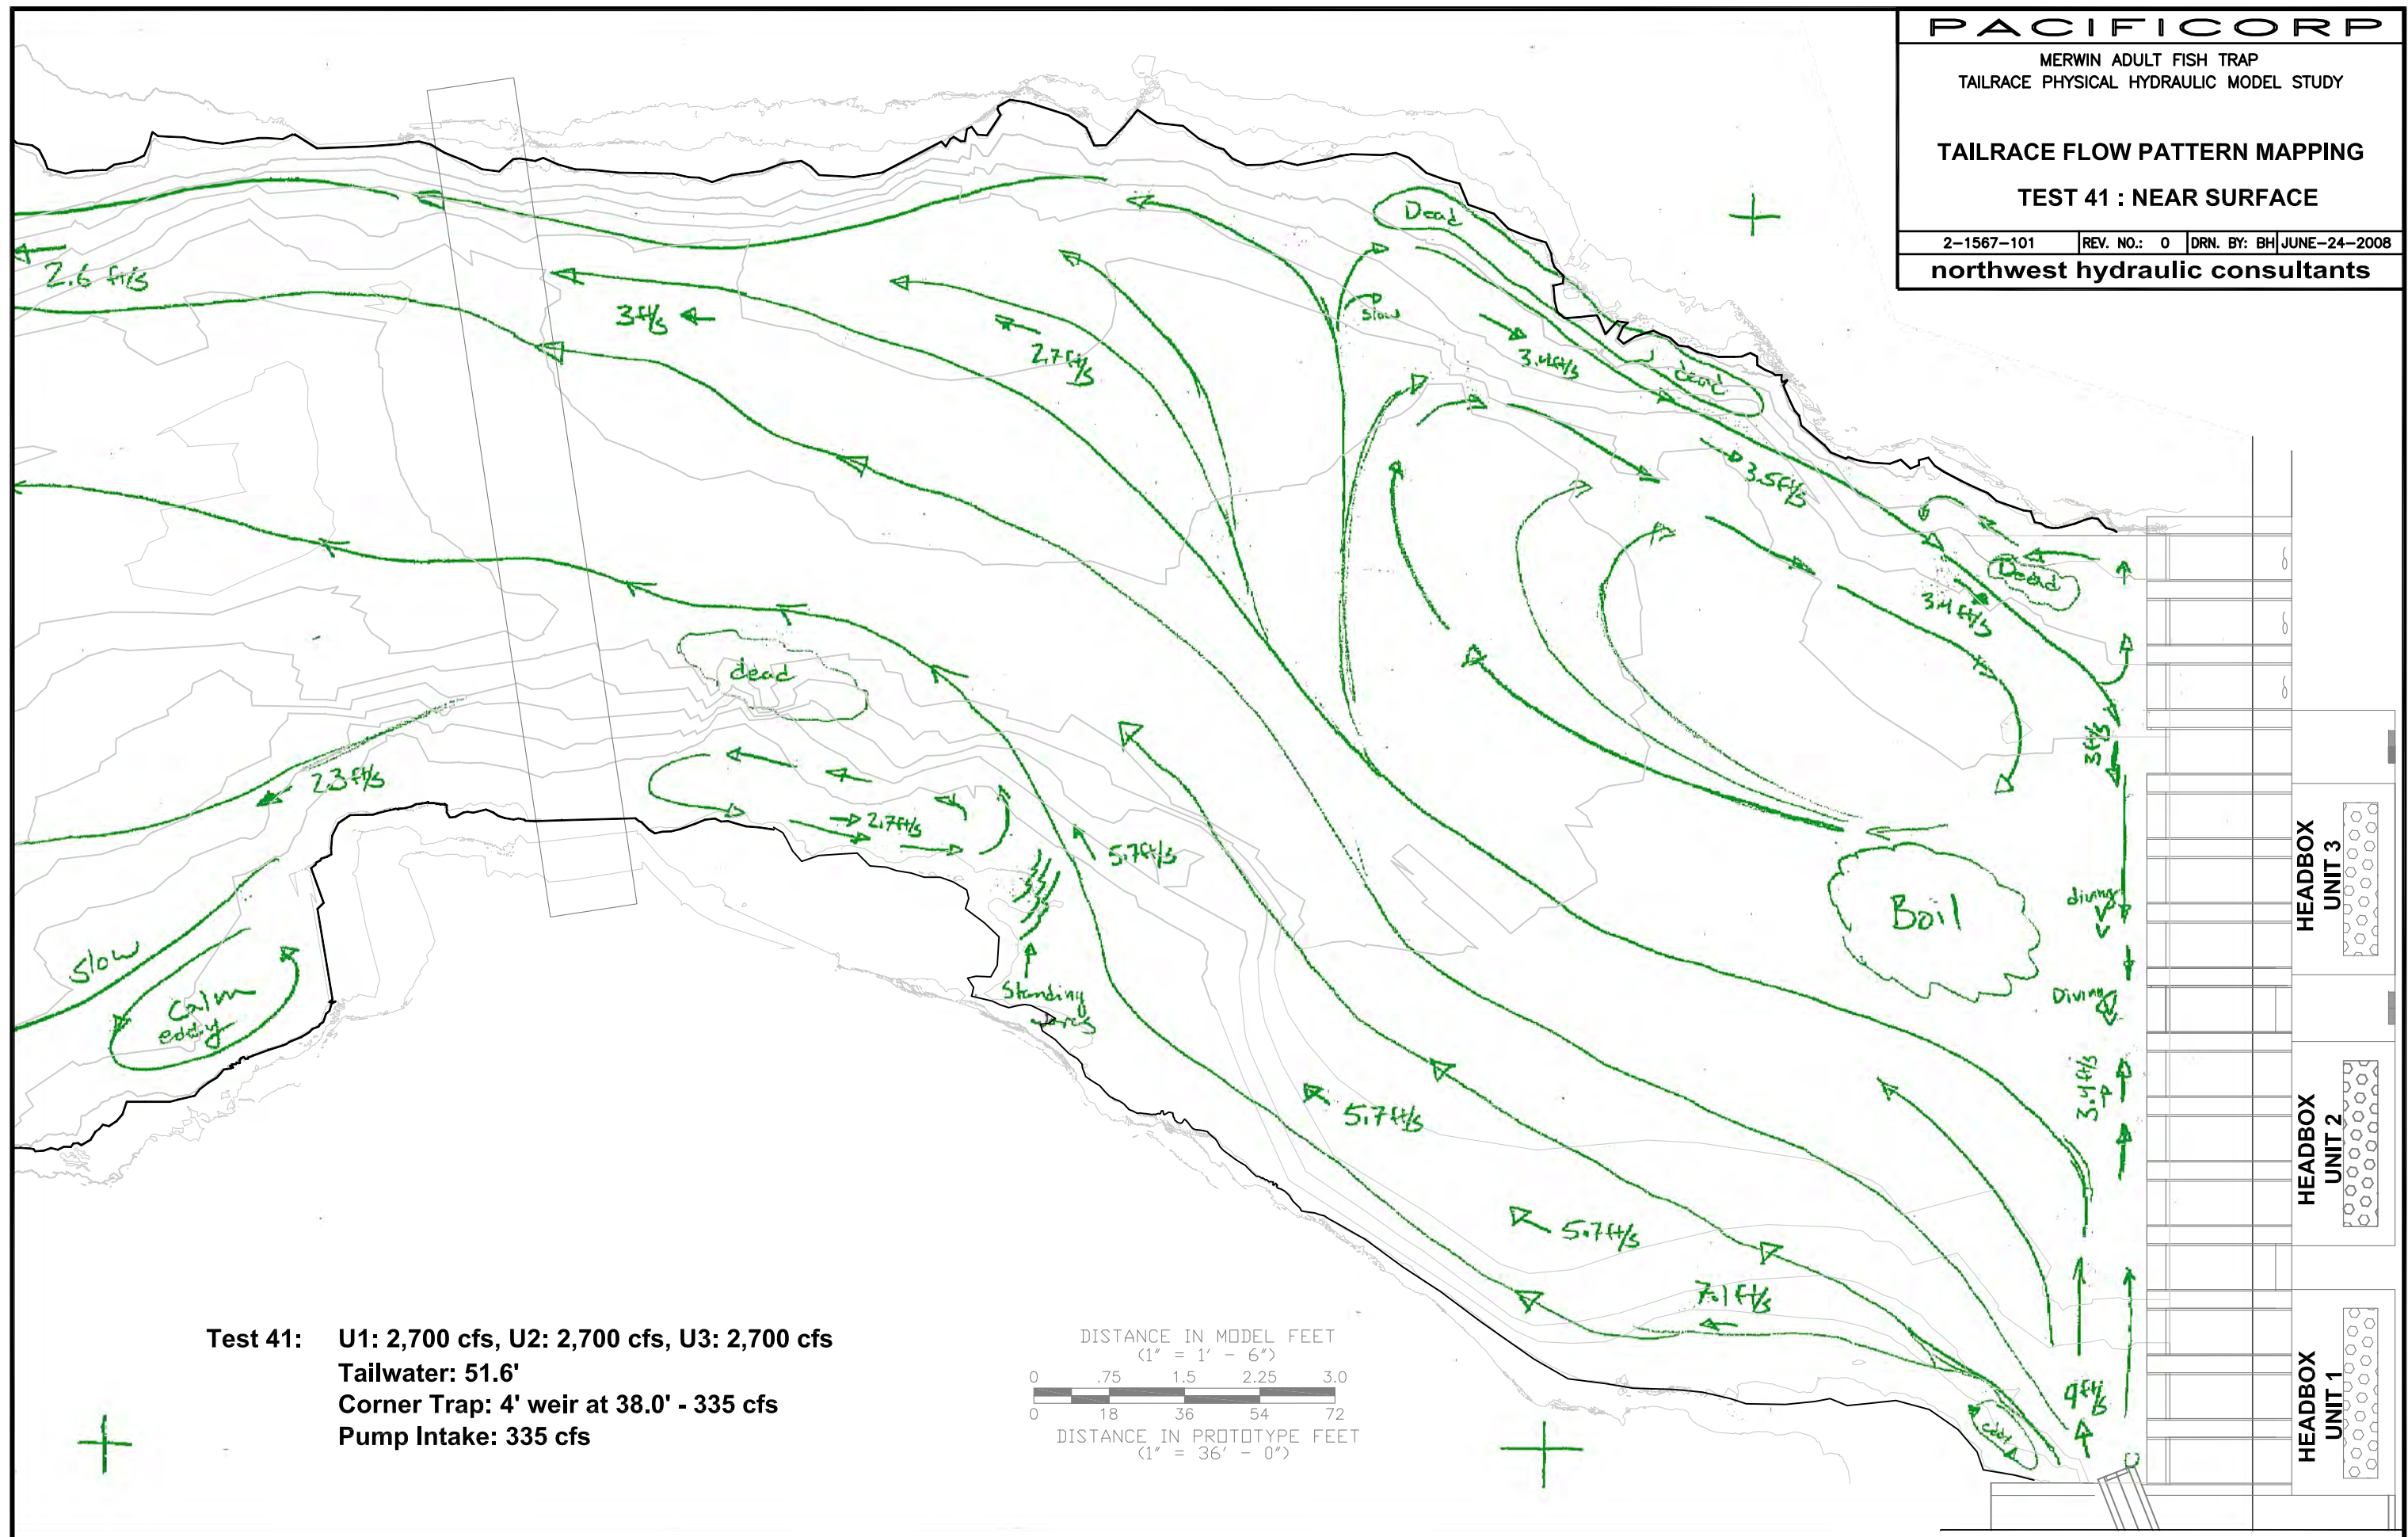 PACIFICORP
MERWIN ADULT FISH TRAP
TAILRACE PHYSICAL HYDRAULIC MODEL STUDY
TAILRACE FLOW PATTERN MAPPING
TEST 41 : NEAR SURFACE
2-1567-101 REV. NO.: 0 DRN. BY: BH JUNE-24-2008
northwest hydraulic consultants
Dead
2.6 ft/s
3 ft/s
slow
2.7 ft/s
3.4 ft/s
dead
3.5 ft/s
Dead
3.4 ft/s
dead
3 ft/s
2.3 ft/s
2.7 ft/s
5.7 ft/s
Boil
diving
HEADBOX
UNIT 3
Slow
Calm
eddy
Standing
waves
Diving
3.4 ft/s
5.7 ft/s
HEADBOX
UNIT 2
5.7 ft/s
7.1 ft/s
9 ft/s
HEADBOX
UNIT 1
Test 41: U1: 2,700 cfs, U2: 2,700 cfs, U3: 2,700 cfs
Tailwater: 51.6'
Corner Trap: 4' weir at 38.0' - 335 cfs
Pump Intake: 335 cfs
DISTANCE IN MODEL FEET
(1" = 1' - 6")
0 .75 1.5 2.25 3.0
0 18 36 54 72
DISTANCE IN PROTOTYPE FEET
(1" = 36' - 0")